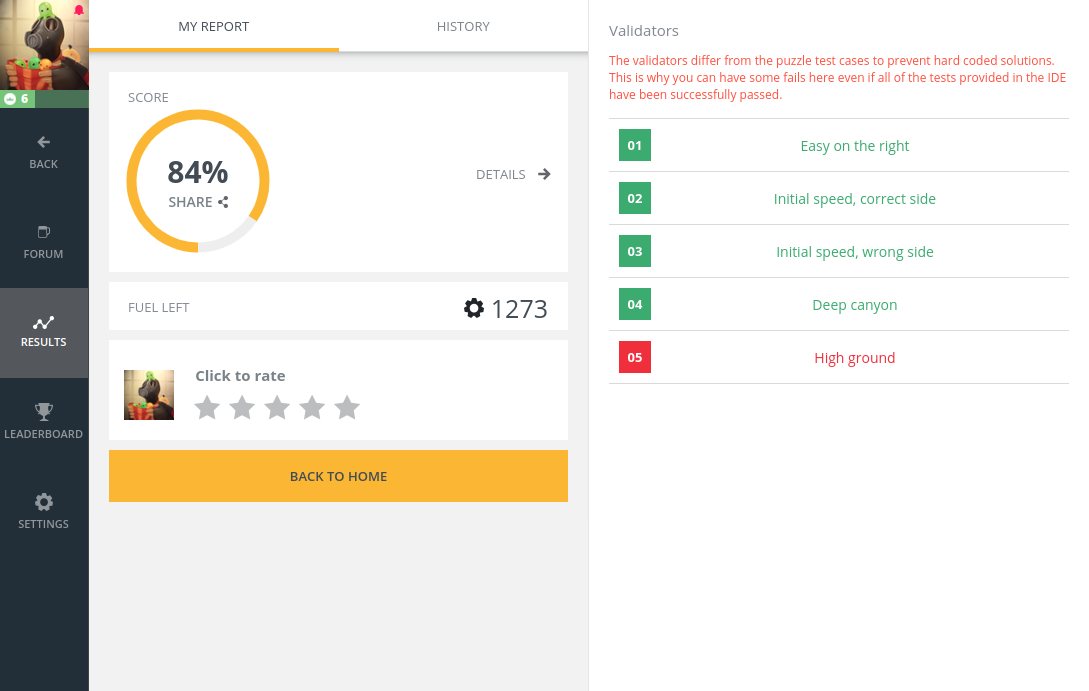 6
BACK
FORUM
RESULTS
LEADERBOARD
SETTINGS
MY REPORT
HISTORY
SCORE
84%
SHARE
DETAILS
FUEL LEFT
1273
Click to rate
BACK TO HOME
Validators
The validators differ from the puzzle test cases to prevent hard coded solutions.
This is why you can have some fails here even if all of the tests provided in the IDE
have been successfully passed.
01 Easy on the right
02 Initial speed, correct side
03 Initial speed, wrong side
04 Deep canyon
05 High ground